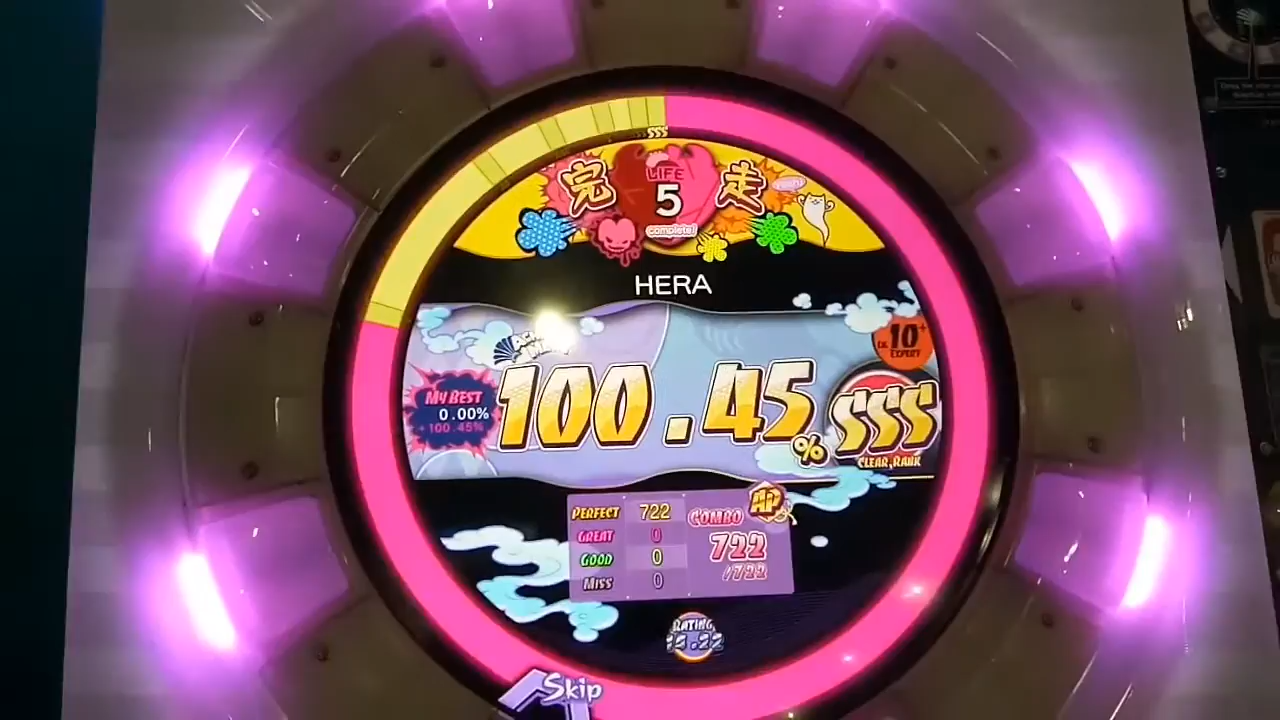 SSS
完 LIFE 走
5
complete!
HERA
LV. 10+
EXPERT
MY BEST
0.00%
+100.45%
100.45%
SSS
CLEAR RANK
PERFECT 722
GREAT 0
GOOD 0
MISS 0
AP
COMBO
722
/722
RATING
Skip